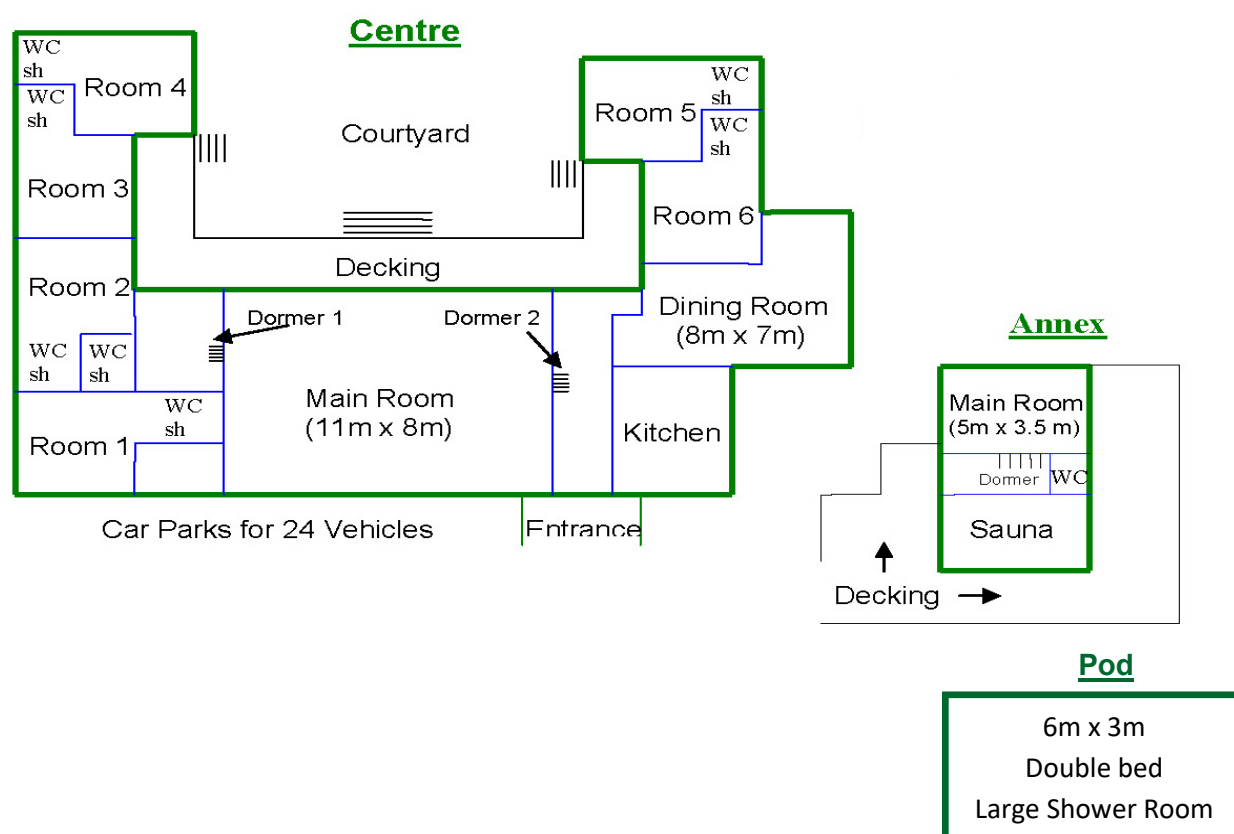 Centre
WC
sh
Room 4
WC
sh
Room 3
Room 2
WC
sh
WC
sh
WC
sh
Room 1
Courtyard
Decking
Dormer 1
Dormer 2
Main Room
(11m x 8m)
WC
sh
Room 5
WC
sh
Room 6
Dining Room
(8m x 7m)
Kitchen
Car Parks for 24 Vehicles
Entrance
Annex
Main Room
(5m x 3.5 m)
Dormer
WC
Sauna
Decking
Pod
6m x 3m
Double bed
Large Shower Room